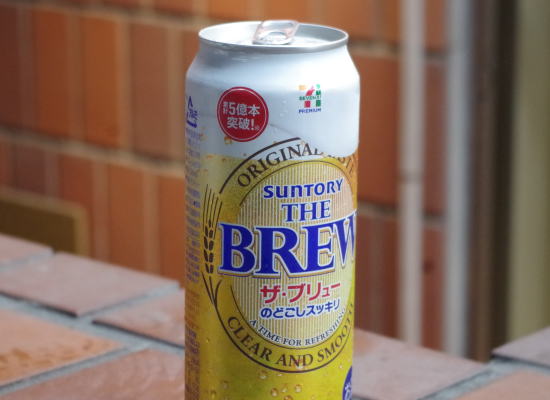 累計
5億本
突破!※
SEVEN&i
PREMIUM
ORIGINAL
SUNTORY
THE
BREW
ザ・ブリュー
のどごしスッキリ
A TIME FOR REFRESHING
CLEAR AND SMOOTH